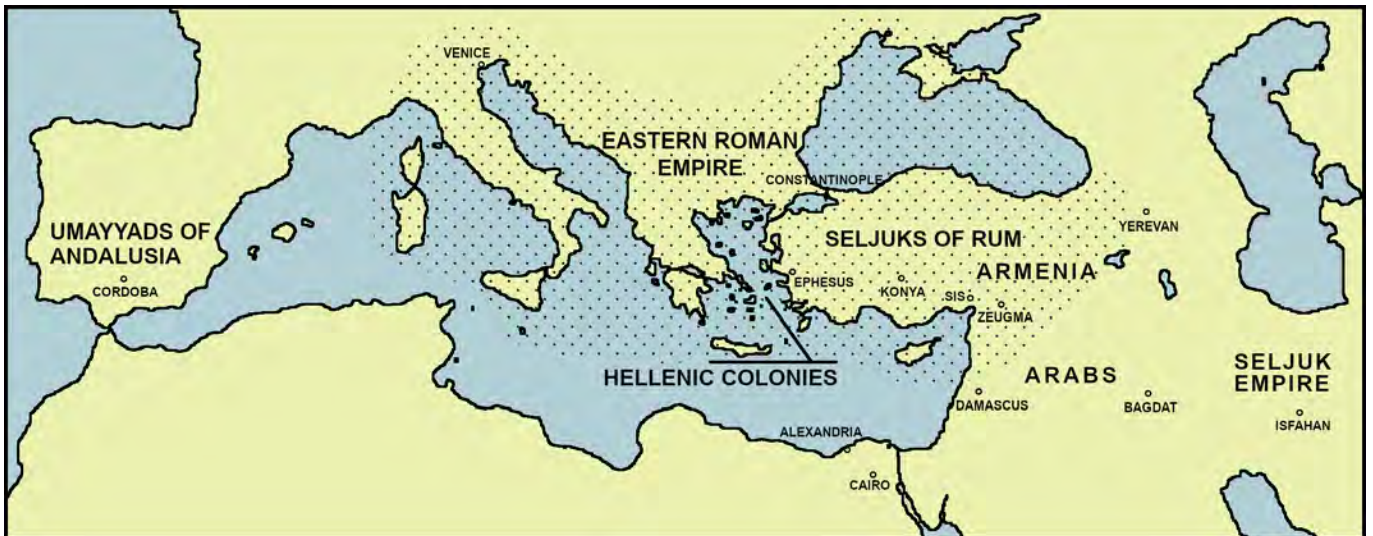 VENICE
EASTERN ROMAN
EMPIRE
CONSTANTINOPLE
UMAYYADS OF
ANDALUSIA
CORDOBA
SELJUKS OF RUM
YEREVAN
ARMENIA
EPHESUS
KONYA
SIS
ZEUGMA
HELLENIC COLONIES
ARABS
SELJUK
EMPIRE
DAMASCUS
BAGDAT
ISFAHAN
ALEXANDRIA
CAIRO